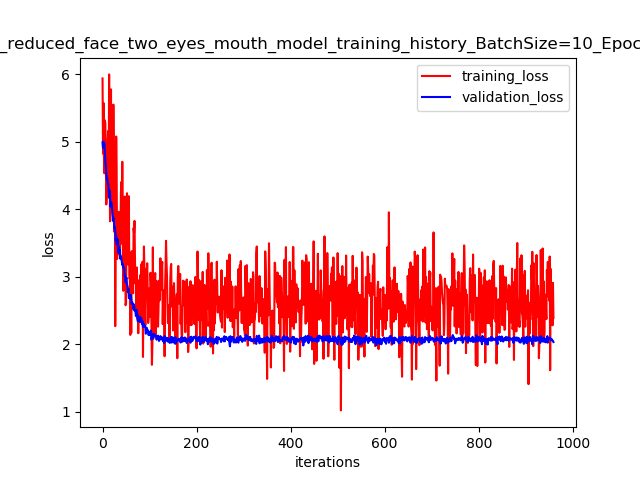 _reduced_face_two_eyes_mouth_model_training_history_BatchSize=10_Epoc
training_loss
validation_loss
6
5
4
3
2
1
loss
0 200 400 600 800 1000
iterations